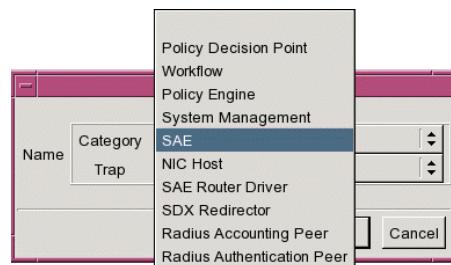 Policy Decision Point
Workflow
Policy Engine
System Management
Category SAE
Name
Trap NIC Host
SAE Router Driver
SDX Redirector
Radius Accounting Peer Cancel
Radius Authentication Peer